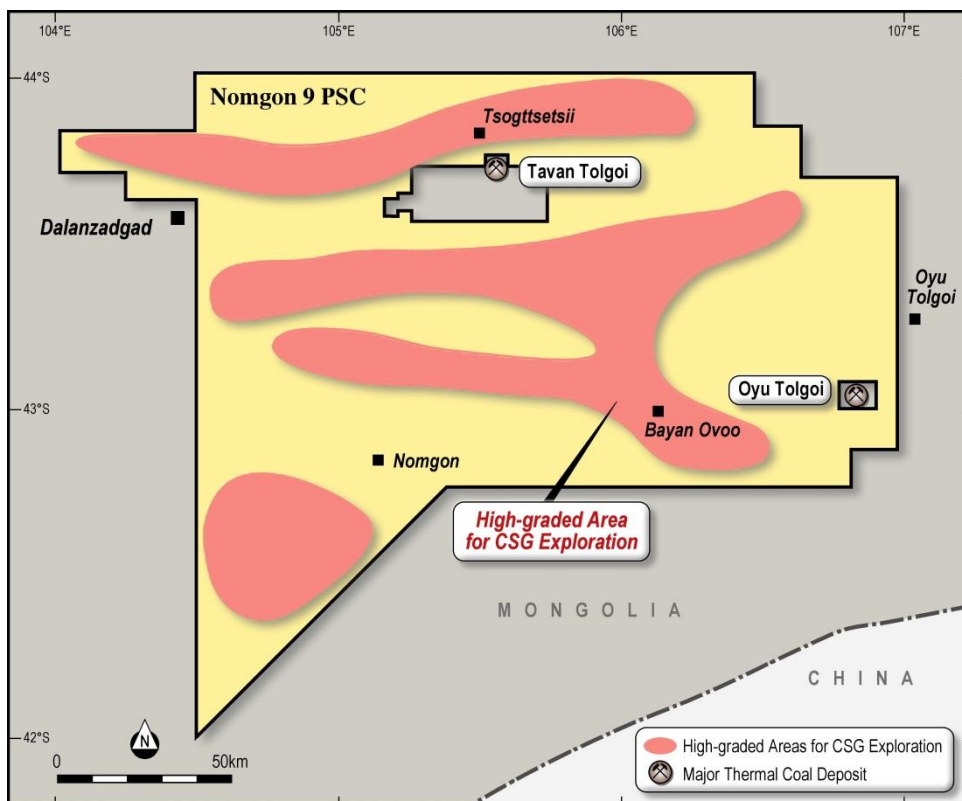 104°E
105°E
106°E
107°E
44°S
Nomgon 9 PSC
Tsogttsetsii
Tavan Tolgoi
Dalanzadgad
Oyu
Tolgoi
Oyu Tolgoi
43°S
Bayan Ovoo
Nomgon
High-graded Area
for CSG Exploration
MONGOLIA
CHINA
42°S
N
0
50km
High-graded Areas for CSG Exploration
Major Thermal Coal Deposit